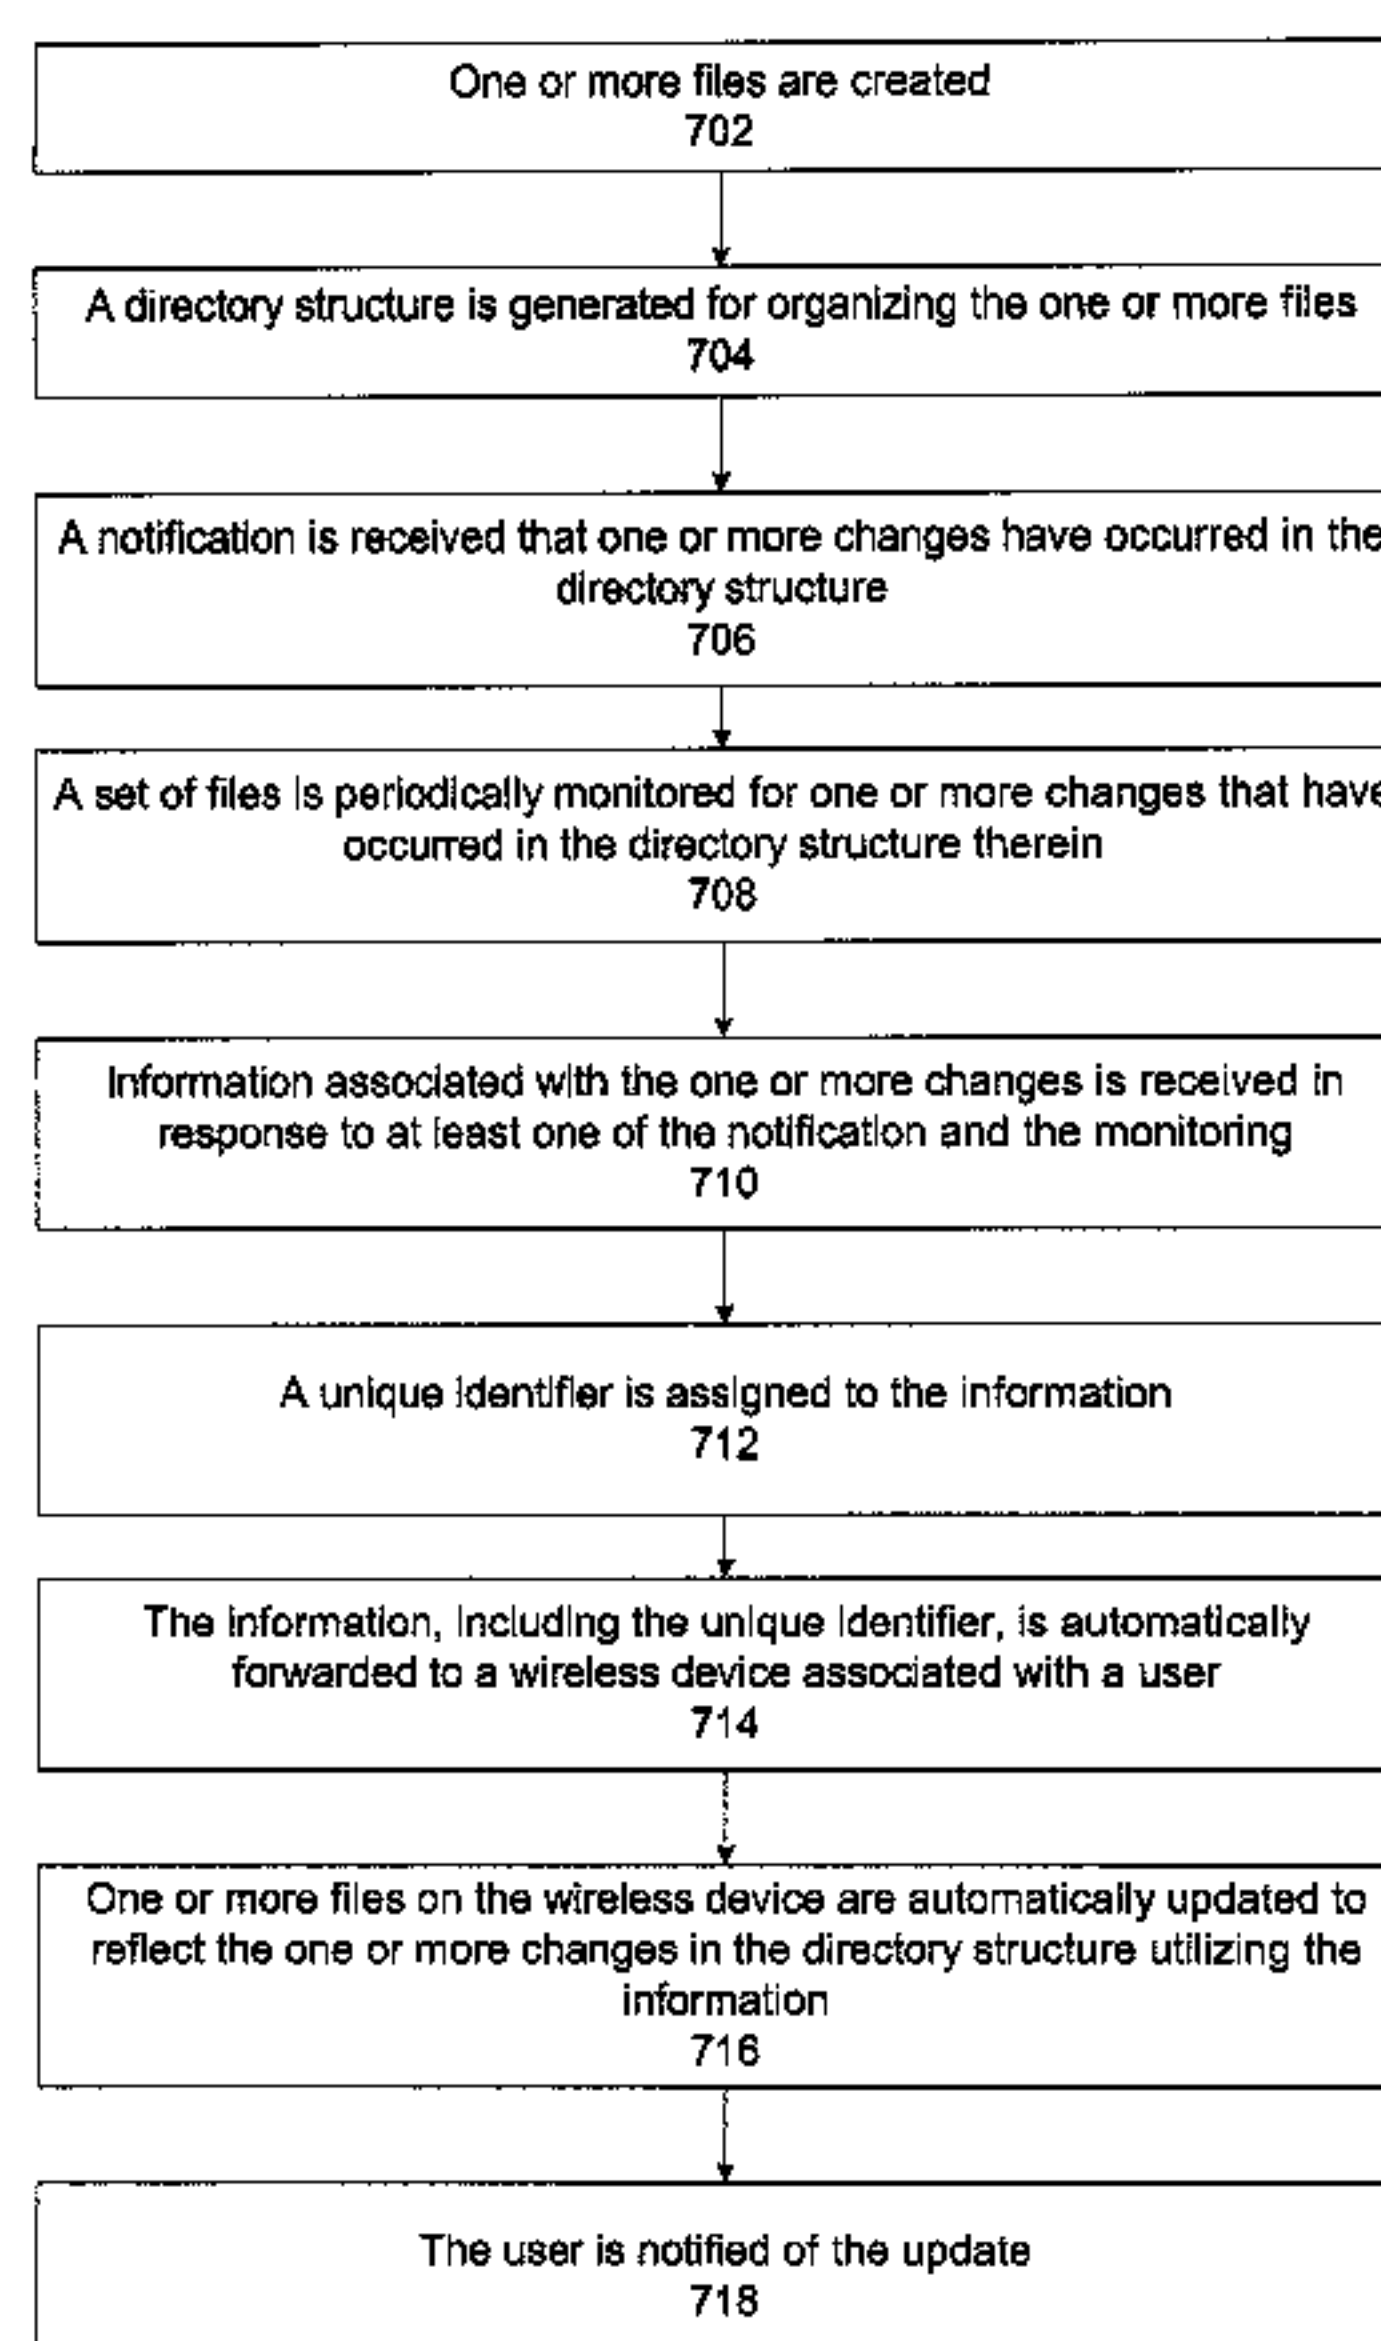 One or more files are created
702
A directory structure is generated for organizing the one or more files
704
A notification is received that one or more changes have occurred in the
directory structure
706
A set of files is periodically monitored for one or more changes that have
occurred in the directory structure therein
708
Information associated with the one or more changes is received in
response to at least one of the notification and the monitoring
710
A unique identifier is assigned to the information
712
The information, including the unique identifier, is automatically
forwarded to a wireless device associated with a user
714
One or more files on the wireless device are automatically updated to
reflect the one or more changes in the directory structure utilizing the
information
716
The user is notified of the update
718